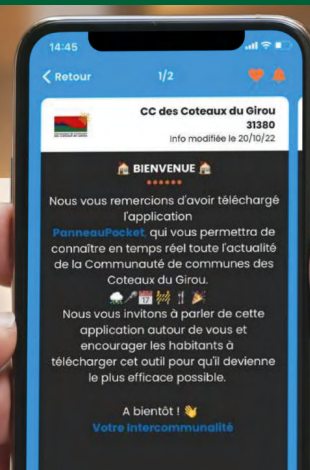 14:45
Retour 1/2
CC des Coteaux du Girou
31380
Info modifiée le 20/10/22
🏠 BIENVENUE 🏠
Nous vous remercions d'avoir téléchargé
l'application
PanneauPocket qui vous permettra de
connaître en temps réel toute l'actualité
de la Communauté de communes des
Coteaux du Girou.
Nous vous invitons à parler de cette
application autour de vous et
encourager les habitants à
télécharger cet outil pour qu'il devienne
le plus efficace possible.
A bientôt ! 👋
Votre Intercommunalité